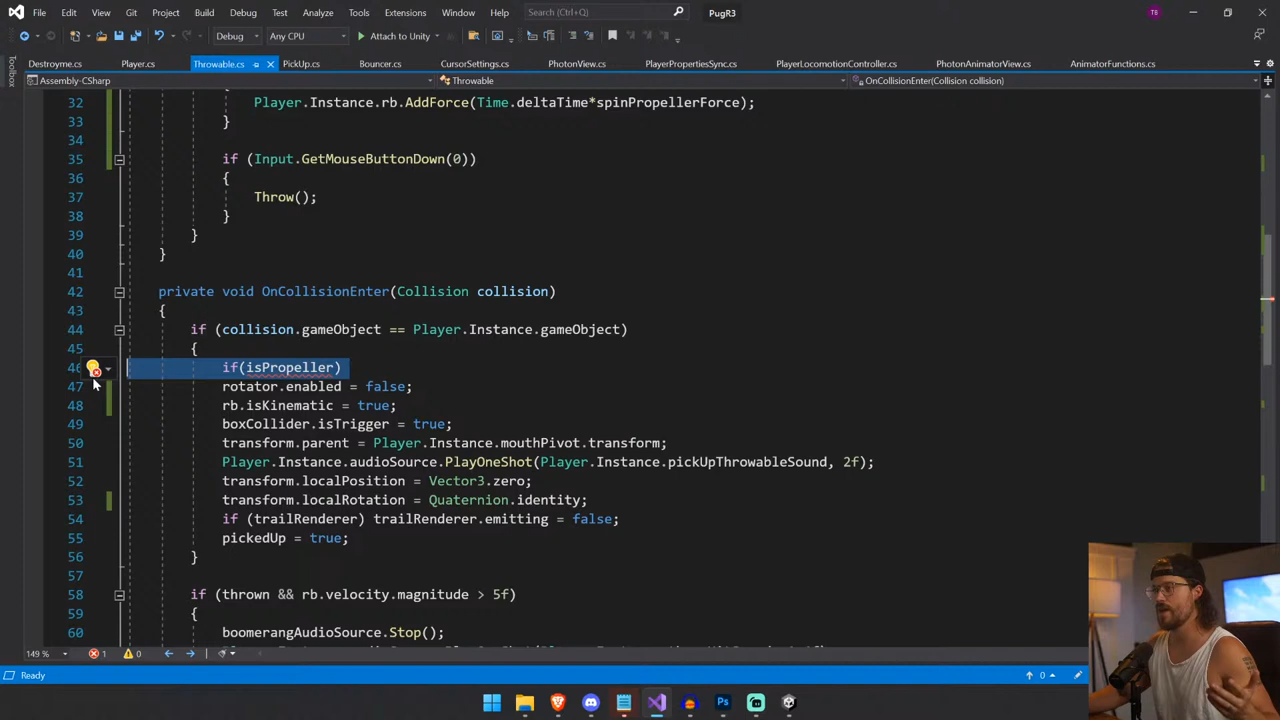 File Edit View Git Project Build Debug Test Analyze Tools Extensions Window Help Search (Ctrl+Q) PugR3 TB
Debug Any CPU Attach to Unity
Toolbox
Destroyme.cs Player.cs Throwable.cs PickUp.cs Bouncer.cs CursorSettings.cs PhotonView.cs PlayerPropertiesSync.cs PlayerLocomotionController.cs PhotonAnimatorView.cs AnimatorFunctions.cs
Assembly-CSharp Throwable OnCollisionEnter(Collision collision)
32 Player.Instance.rb.AddForce(Time.deltaTime*spinPropellerForce);
33 }
34
35 if (Input.GetMouseButtonDown(0))
36 {
37 Throw();
38 }
39 }
40 }
41
42 private void OnCollisionEnter(Collision collision)
43 {
44 if (collision.gameObject == Player.Instance.gameObject)
45 {
46 if(isPropeller)
47 rotator.enabled = false;
48 rb.isKinematic = true;
49 boxCollider.isTrigger = true;
50 transform.parent = Player.Instance.mouthPivot.transform;
51 Player.Instance.audioSource.PlayOneShot(Player.Instance.pickUpThrowableSound, 2f);
52 transform.localPosition = Vector3.zero;
53 transform.localRotation = Quaternion.identity;
54 if (trailRenderer) trailRenderer.emitting = false;
55 pickedUp = true;
56 }
57
58 if (thrown && rb.velocity.magnitude > 5f)
59 {
60 boomerangAudioSource.Stop();
149 % 1 0
Ready 0